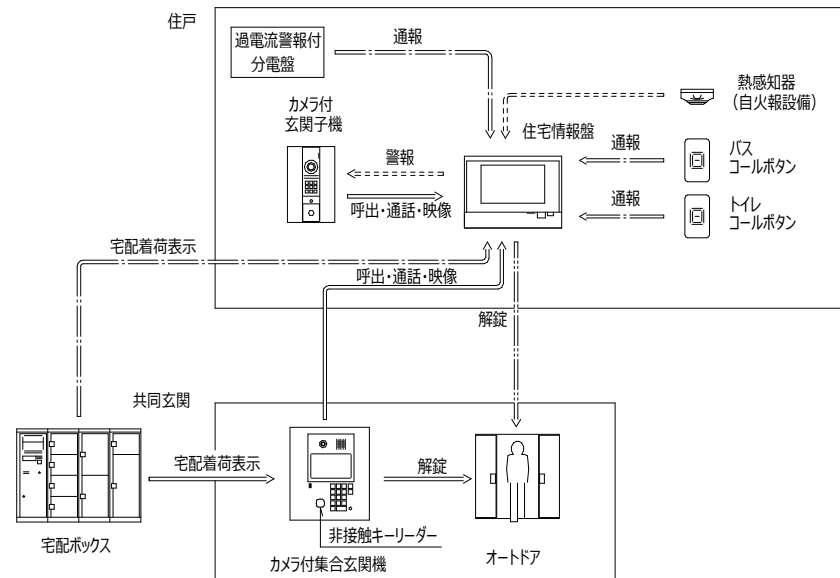 住戸
過電流警報付
分電盤
通報
熱感知器
（自火報設備）
カメラ付
玄関子機
住宅情報盤
警報
通報
バス
コールボタン
呼出・通話・映像
通報
トイレ
コールボタン
宅配着荷表示
呼出・通話・映像
解錠
共同玄関
宅配着荷表示
解錠
非接触キーリーダー
宅配ボックス
カメラ付集合玄関機
オートドア